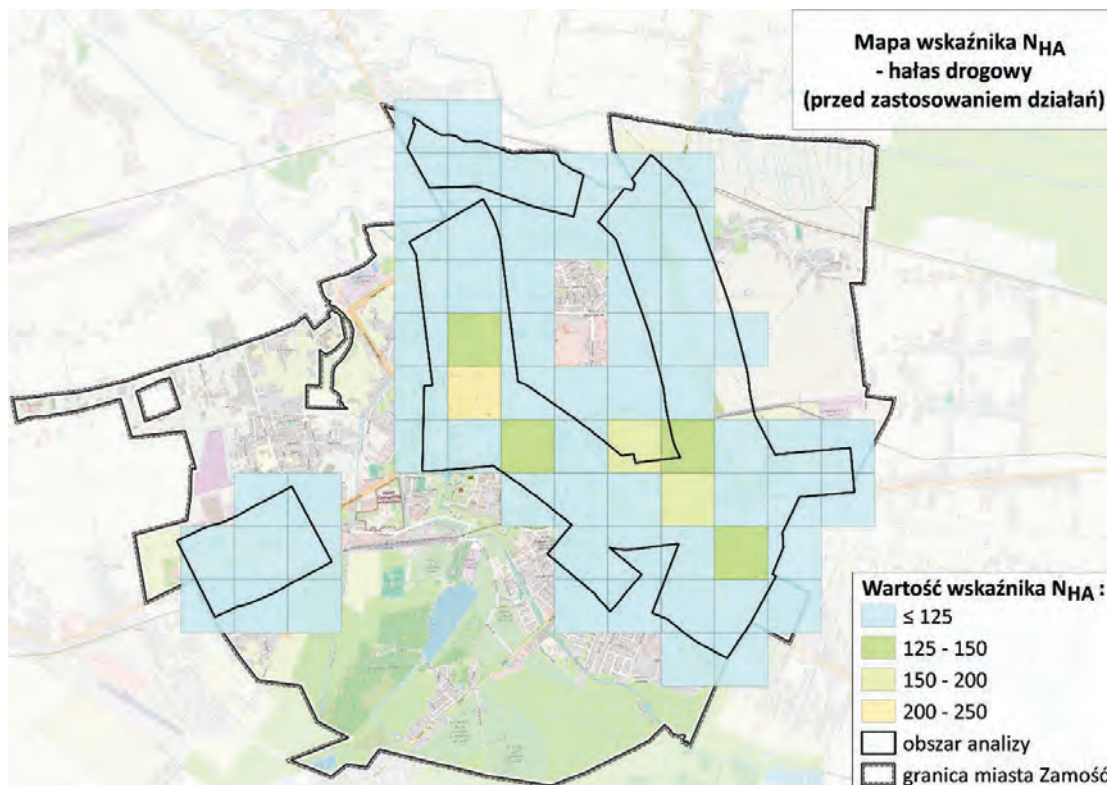 Mapa wskaźnika NHA
- hałas drogowy
(przed zastosowaniem działań)
Wartość wskaźnika NHA :
≤ 125
125 - 150
150 - 200
200 - 250
obszar analizy
granica miasta Zamość